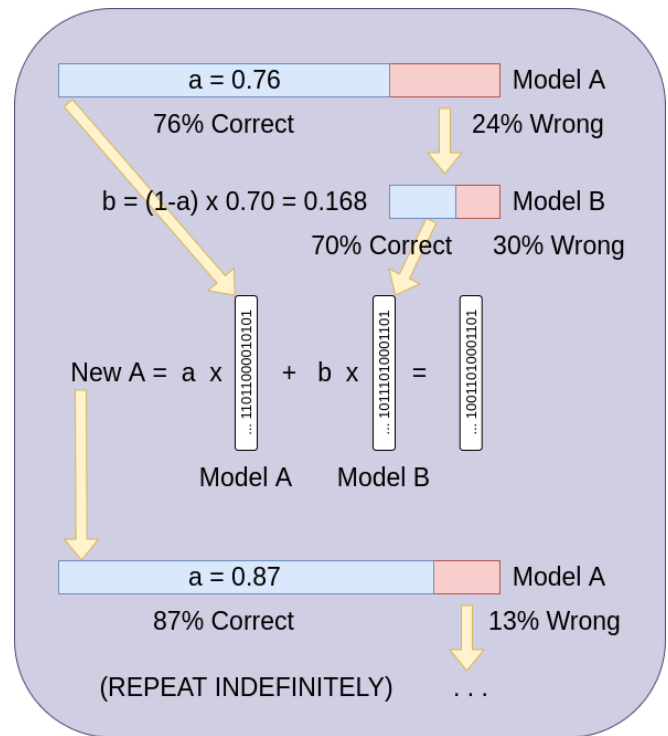 a = 0.76 Model A
76% Correct 24% Wrong
b = (1-a) x 0.70 = 0.168 Model B
70% Correct 30% Wrong
New A = a x ... 11011000010101 + b x ... 10111010001101 = ... 10011010001101
Model A Model B
a = 0.87 Model A
87% Correct 13% Wrong
(REPEAT INDEFINITELY) . . .